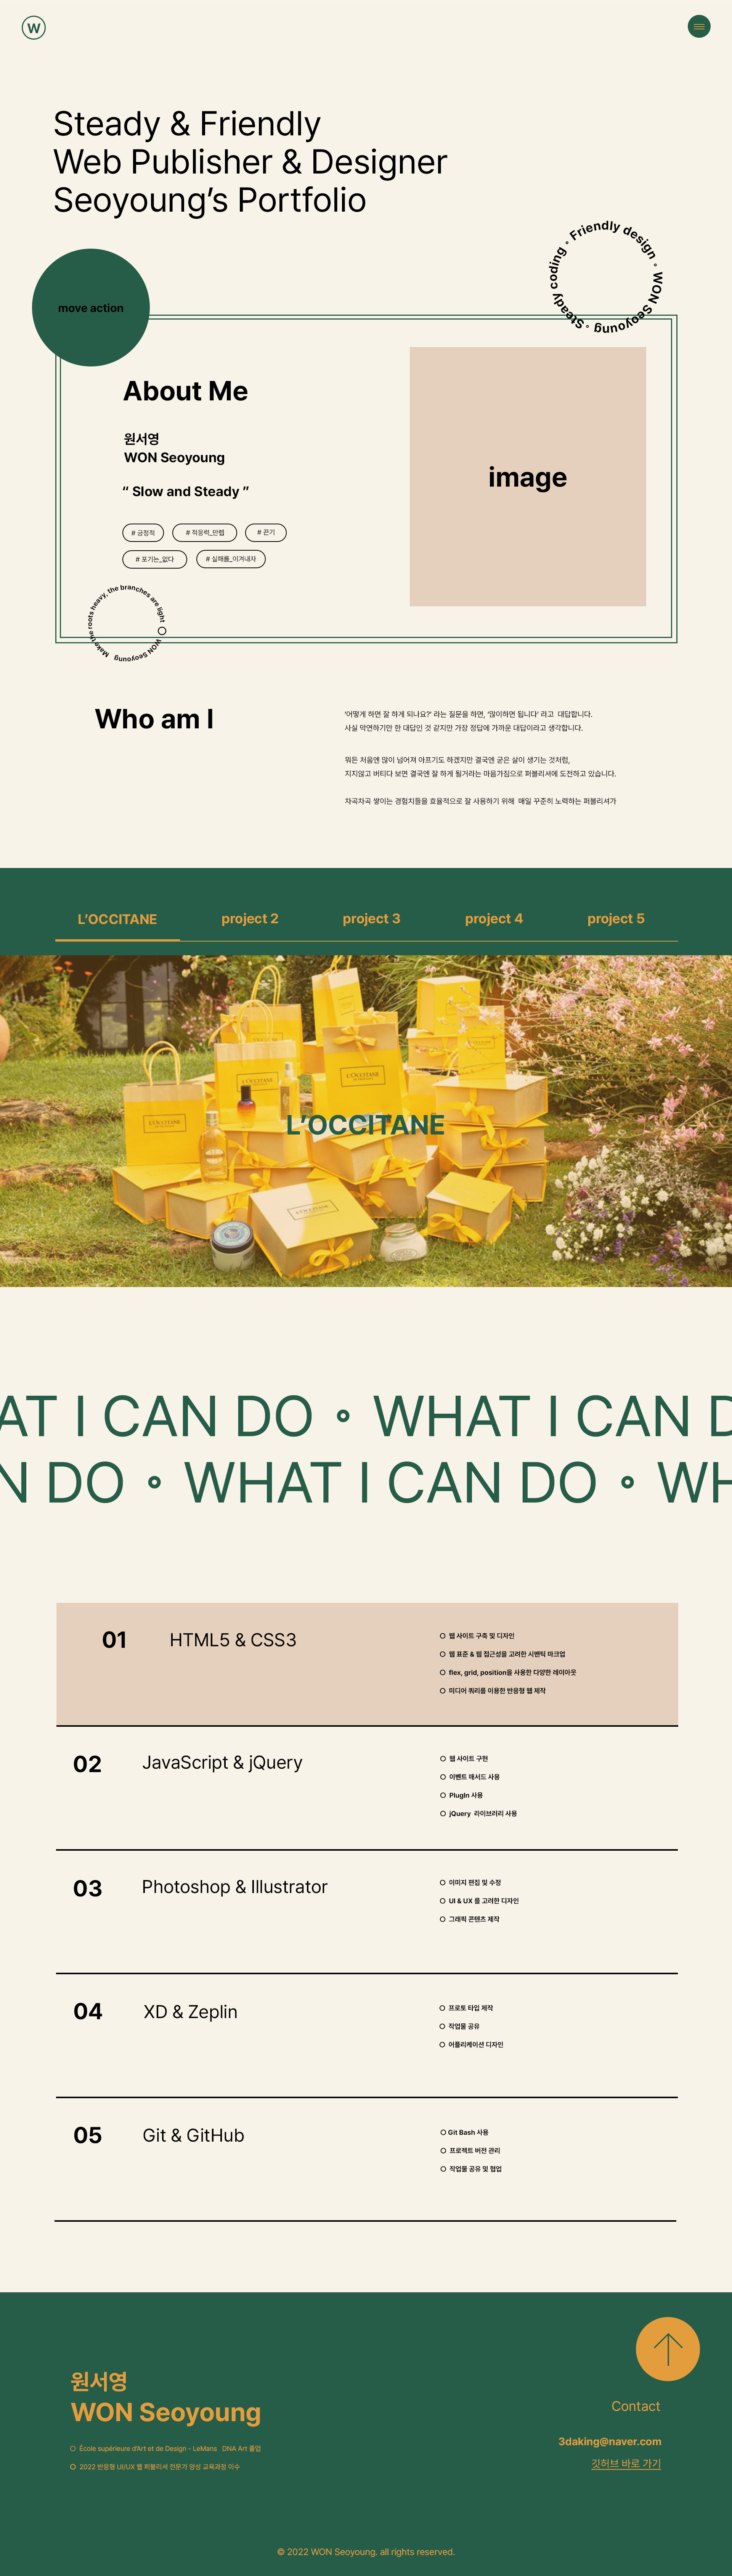 W
Steady & Friendly
Web Publisher & Designer
Seoyoung’s Portfolio
Steady coding ◦ Friendly design ◦ WON Seoyoung ◦
move action
About Me
원서영
WON Seoyoung
“ Slow and Steady ”
#긍정적 # 적응력_만렙 # 끈기
# 포기는_없다 # 실패를_이겨내자
image
Make the roots heavy, the branches are light WON Seoyoung
Who am I
‘어떻게 하면 잘 하게 되나요?’ 라는 질문을 하면, ‘많이하면 됩니다’ 라고 대답합니다.
사실 막연하기만 한 대답인 것 같지만 가장 정답에 가까운 대답이라고 생각합니다.
뭐든 처음엔 많이 넘어져 아프기도 하겠지만 결국엔 굳은 살이 생기는 것처럼,
지치않고 버티다 보면 결국엔 잘 하게 될거라는 마음가짐으로 퍼블리셔에 도전하고 있습니다.
차곡차곡 쌓이는 경험치들을 효율적으로 잘 사용하기 위해 매일 꾸준히 노력하는 퍼블리셔가
L’OCCITANE project 2 project 3 project 4 project 5
L’OCCITANE
L’OCCITANE
L’OCCITANE
L’OCCITANE
L’OCCITANE
AT I CAN DO ◦ WHAT I CAN D
N DO ◦ WHAT I CAN DO ◦ WH
01 HTML5 & CSS3
웹 사이트 구축 및 디자인
웹 표준 & 웹 접근성을 고려한 시맨틱 마크업
flex, grid, position을 사용한 다양한 레이아웃
미디어 쿼리를 이용한 반응형 웹 제작
02 JavaScript & jQuery
웹 사이트 구현
이벤트 메서드 사용
PlugIn 사용
jQuery 라이브러리 사용
03 Photoshop & Illustrator
이미지 편집 및 수정
UI & UX 를 고려한 디자인
그래픽 콘텐츠 제작
04 XD & Zeplin
프로토 타입 제작
작업물 공유
어플리케이션 디자인
05 Git & GitHub
Git Bash 사용
프로젝트 버전 관리
작업물 공유 및 협업
원서영
WON Seoyoung
École supérieure d’Art et de Design - LeMans DNA Art 졸업
2022 반응형 UI/UX 웹 퍼블리셔 전문가 양성 교육과정 이수
Contact
3daking@naver.com
깃허브 바로 가기
© 2022 WON Seoyoung. all rights reserved.